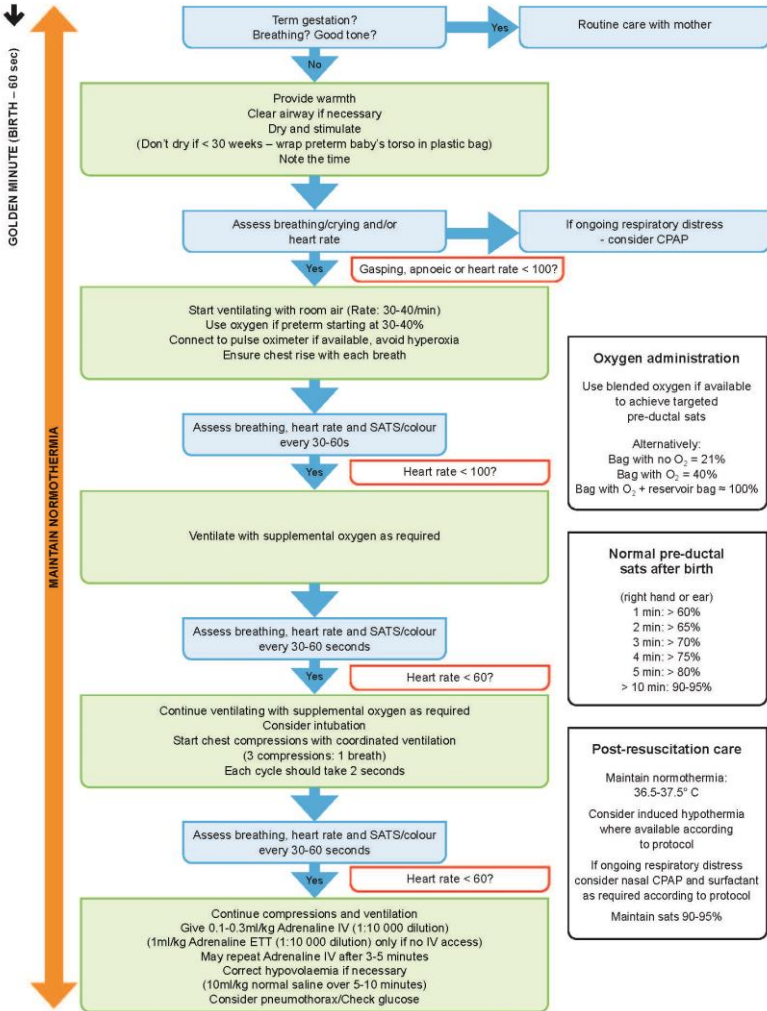 GOLDEN MINUTE (BIRTH – 60 sec)
MAINTAIN NORMOTHERMIA
Term gestation?
Breathing? Good tone?
Yes
Routine care with mother
No
Provide warmth
Clear airway if necessary
Dry and stimulate
(Don't dry if < 30 weeks – wrap preterm baby's torso in plastic bag)
Note the time
Assess breathing/crying and/or
heart rate
If ongoing respiratory distress
- consider CPAP
Yes
Gasping, apnoeic or heart rate < 100?
Start ventilating with room air (Rate: 30-40/min)
Use oxygen if preterm starting at 30-40%
Connect to pulse oximeter if available, avoid hyperoxia
Ensure chest rise with each breath
Assess breathing, heart rate and SATS/colour
every 30-60s
Yes
Heart rate < 100?
Ventilate with supplemental oxygen as required
Assess breathing, heart rate and SATS/colour
every 30-60 seconds
Yes
Heart rate < 60?
Continue ventilating with supplemental oxygen as required
Consider intubation
Start chest compressions with coordinated ventilation
(3 compressions: 1 breath)
Each cycle should take 2 seconds
Assess breathing, heart rate and SATS/colour
every 30-60 seconds
Yes
Heart rate < 60?
Continue compressions and ventilation
Give 0.1-0.3ml/kg Adrenaline IV (1:10 000 dilution)
(1ml/kg Adrenaline ETT (1:10 000 dilution) only if no IV access)
May repeat Adrenaline IV after 3-5 minutes
Correct hypovolaemia if necessary
(10ml/kg normal saline over 5-10 minutes)
Consider pneumothorax/Check glucose
Oxygen administration
Use blended oxygen if available
to achieve targeted
pre-ductal sats
Alternatively:
Bag with no O₂ = 21%
Bag with O₂ = 40%
Bag with O₂ + reservoir bag ≈ 100%
Normal pre-ductal
sats after birth
(right hand or ear)
1 min: > 60%
2 min: > 65%
3 min: > 70%
4 min: > 75%
5 min: > 80%
> 10 min: 90-95%
Post-resuscitation care
Maintain normothermia:
36.5-37.5° C
Consider induced hypothermia
where available according
to protocol
If ongoing respiratory distress
consider nasal CPAP and surfactant
as required according to protocol
Maintain sats 90-95%